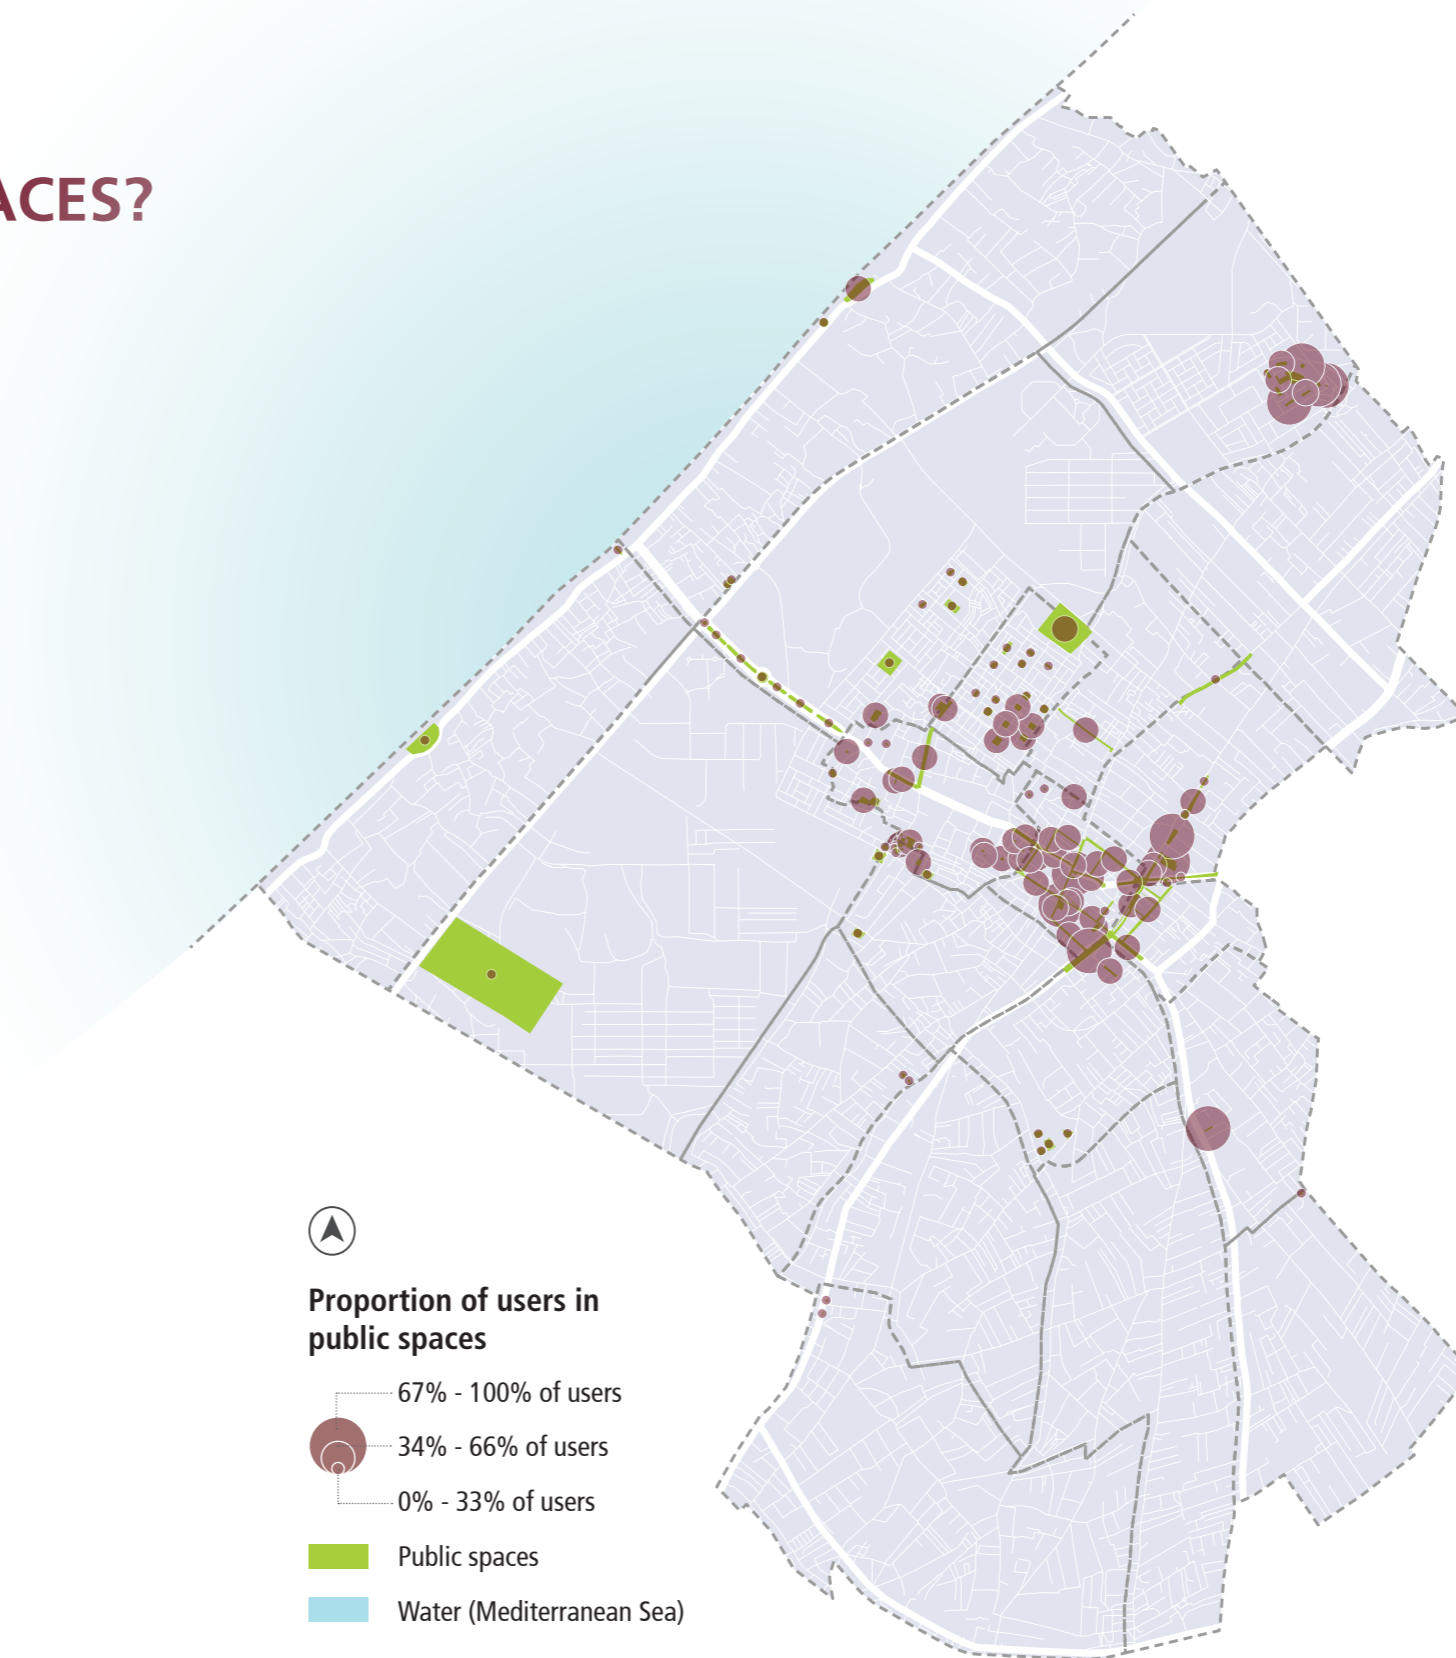 ACES?
Proportion of users in
public spaces
67% - 100% of users
34% - 66% of users
0% - 33% of users
Public spaces
Water (Mediterranean Sea)